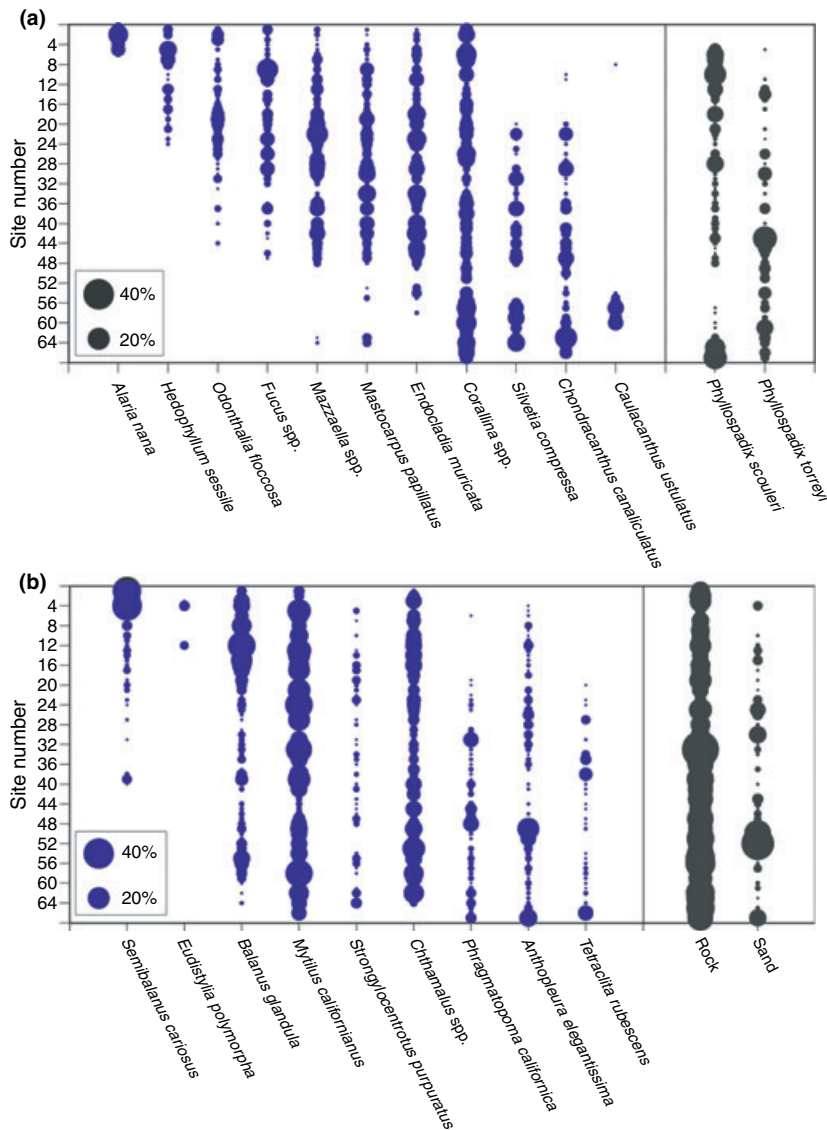 (a)
4
8
12
16
20
24
28
32
36
40
44
48
52
56
60
64
Site number
40%
20%
Alaria nana
Hedophyllum sessile
Odonthalia floccosa
Fucus spp.
Mazzaella spp.
Mastocarpus papillatus
Endocladia muricata
Corallina spp.
Silvetia compressa
Chondracanthus canaliculatus
Caulacanthus ustulatus
Phyllospadix scouleri
Phyllospadix torreyi
(b)
4
8
12
16
20
24
28
32
36
40
44
48
52
56
60
64
Site number
40%
20%
Semibalanus cariosus
Eudistylia polymorpha
Balanus glandula
Mytilus californianus
Strongylocentrotus purpuratus
Chthamalus spp.
Phragmatopoma californica
Anthopleura elegantissima
Tetraclita rubescens
Rock
Sand